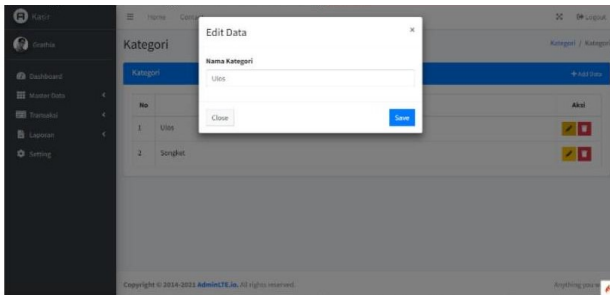 Kasir
Home Contact
Logout
Grathia
Dashboard
Master Data
Transaksi
Laporan
Setting
Kategori
Kategori / Kategori
Kategori
Add Data
No
Aksi
1 Ulos
2 Songket
Edit Data
×
Nama Kategori
Ulos
Close
Save
Copyright © 2014-2021 AdminLTE.io. All rights reserved.
Anything you